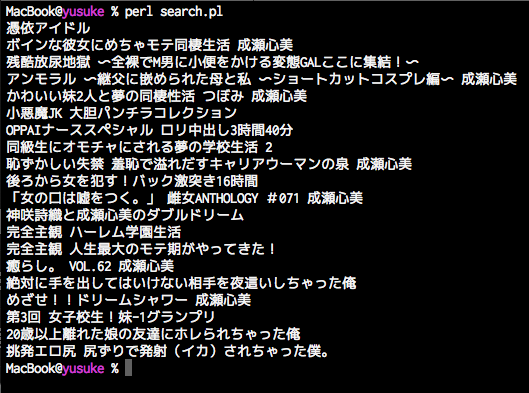 MacBook@yusuke % perl search.pl
憑依アイドル
ボインな彼女にめちゃモテ同棲生活 成瀬心美
残酷放尿地獄 〜全裸でM男に小便をかける変態GALここに集結！〜
アンモラル 〜継父に嵌められた母と私 〜ショートカットコスプレ編〜 成瀬心美
かわいい妹2人と夢の同棲性活 つぼみ 成瀬心美
小悪魔JK 大胆パンチラコレクション
OPPAIナーススペシャル ロリ中出し3時間40分
同級生にオモチャにされる夢の学校生活 2
恥ずかしい失禁 羞恥で溢れだすキャリアウーマンの泉 成瀬心美
後ろから女を犯す！バック激突き16時間
「女の口は嘘をつく。」 雌女ANTHOLOGY ＃071 成瀬心美
神咲詩織と成瀬心美のダブルドリーム
完全主観 ハーレム学園生活
完全主観 人生最大のモテ期がやってきた！
癒らし。 VOL.62 成瀬心美
絶対に手を出してはいけない相手を夜這いしちゃった俺
めざせ！！ドリームシャワー 成瀬心美
第3回 女子校生！妹-1グランプリ
20歳以上離れた娘の友達にホレられちゃった俺
挑発エロ尻 尻ずりで発射（イカ）されちゃった僕。
MacBook@yusuke %